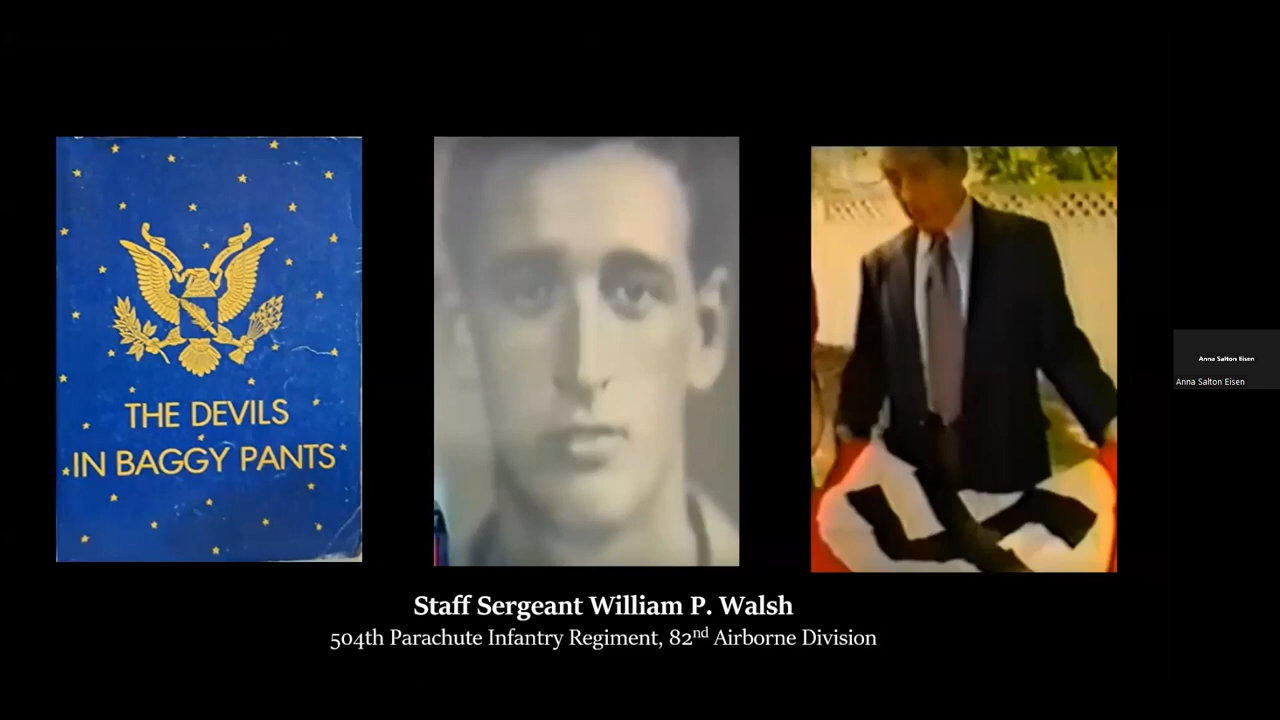 THE DEVILS
IN BAGGY PANTS
Staff Sergeant William P. Walsh
504th Parachute Infantry Regiment, 82nd Airborne Division
Anna Salton Eisen
Anna Salton Eisen